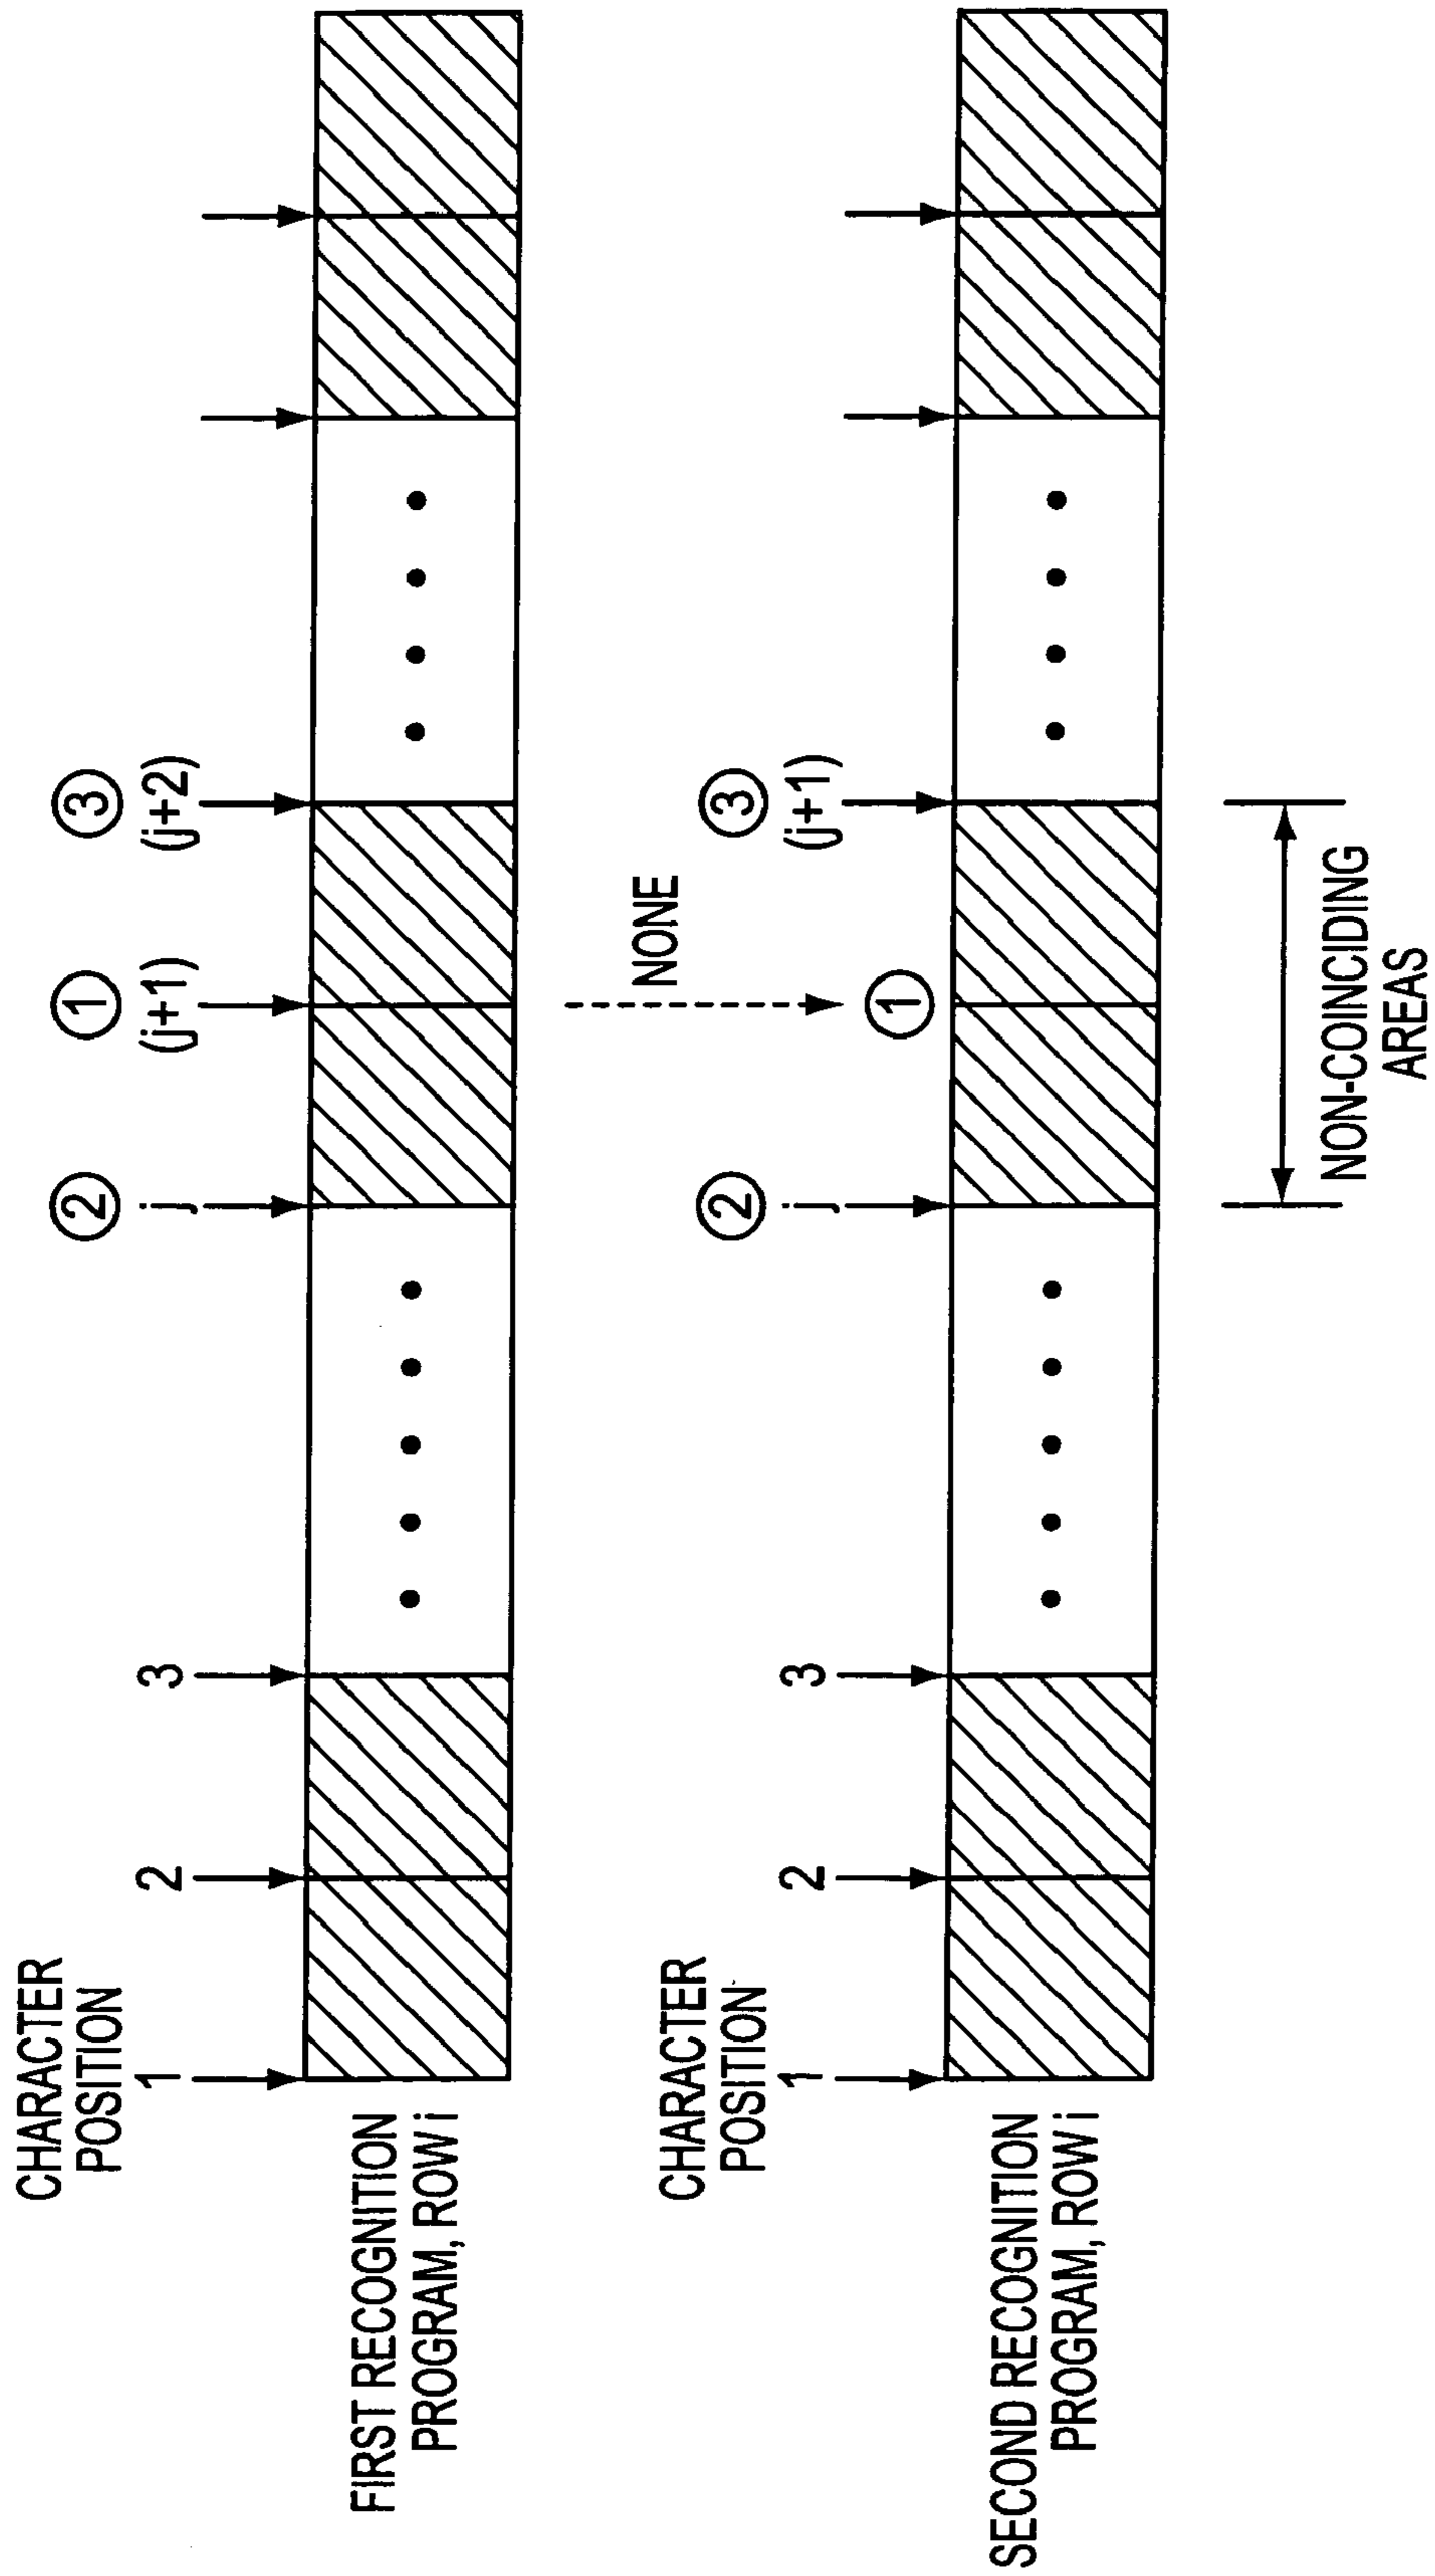 CHARACTER
POSITION
1 2 3 j (j+1) (j+2)
② ① ③
FIRST RECOGNITION
PROGRAM, ROW i
NONE
CHARACTER
POSITION
1 2 3 j (j+1)
② ① ③
SECOND RECOGNITION
PROGRAM, ROW i
NON-COINCIDING
AREAS